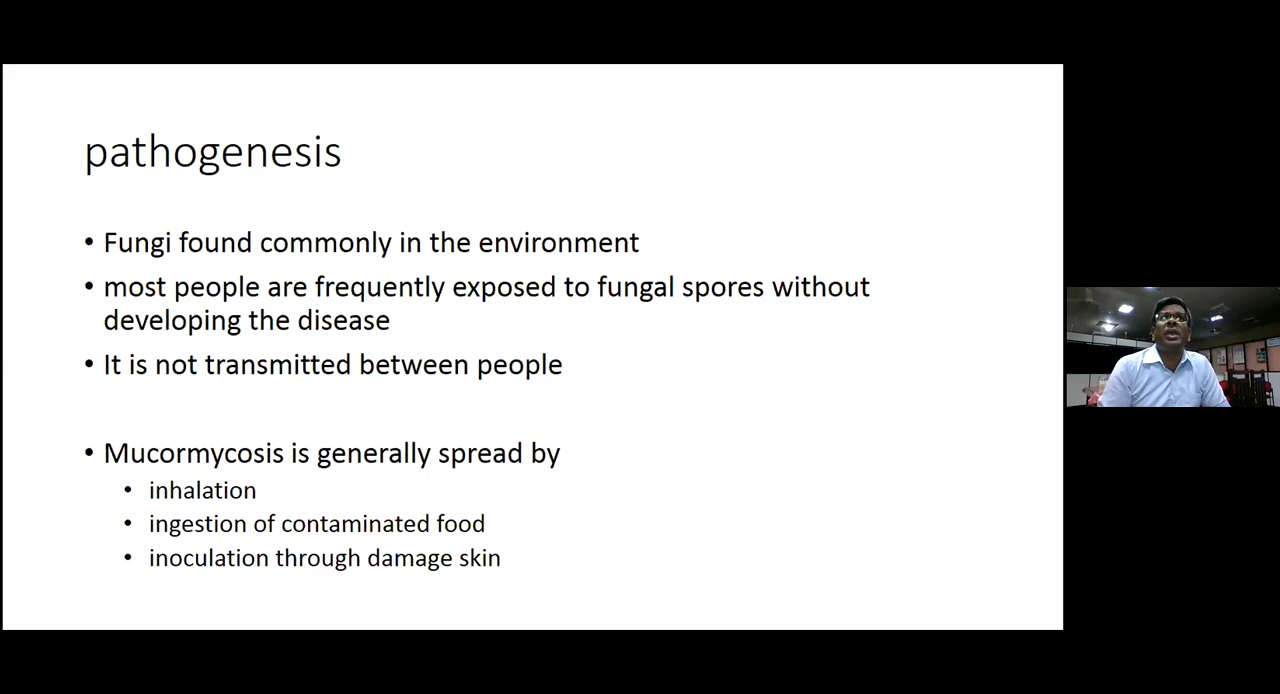 pathogenesis
• Fungi found commonly in the environment
• most people are frequently exposed to fungal spores without
developing the disease
• It is not transmitted between people
• Mucormycosis is generally spread by
• inhalation
• ingestion of contaminated food
• inoculation through damage skin